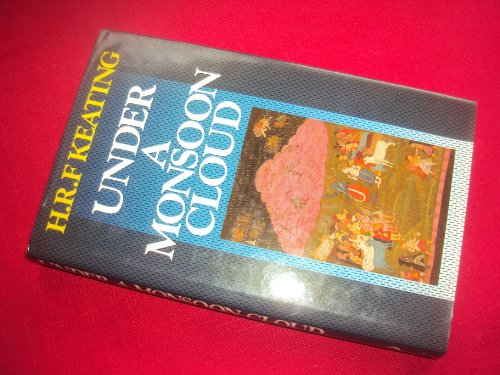 H.R.F. KEATING
UNDER
A
MONSOON
CLOUD
UNDER A MONSOON CLOUD